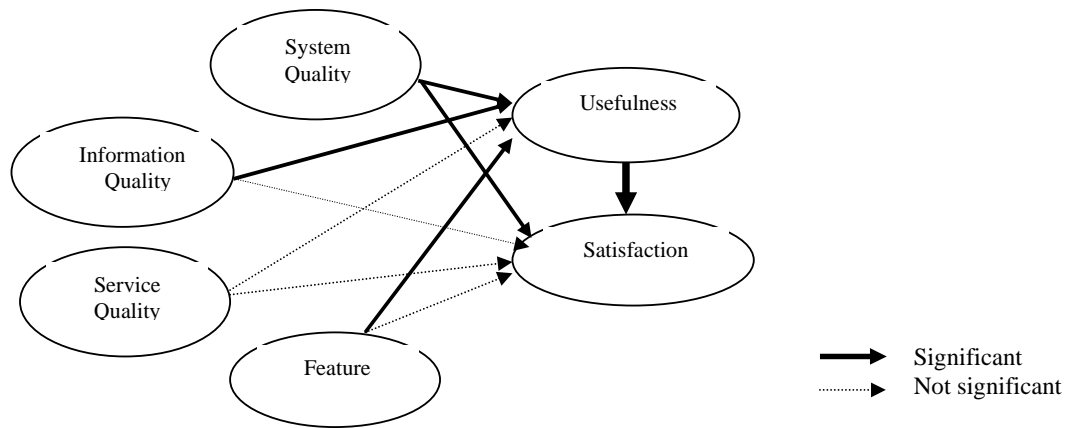 System
Quality
Usefulness
Information
Quality
Satisfaction
Service
Quality
Feature
Significant
Not significant